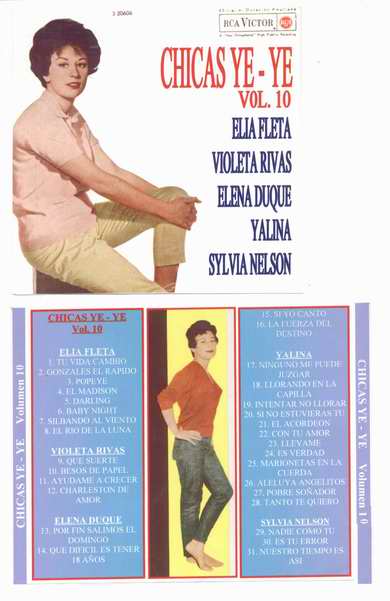 3 20604
RCA VICTOR
CHICAS YE - YE
VOL. 10
ELIA FLETA
VIOLETA RIVAS
ELENA DUQUE
YALINA
SYLVIA NELSON
CHICAS YE - YE Volumen 10
CHICAS YE - YE
Vol. 10
ELIA FLETA
1. TU VIDA CAMBIO
2. GONZALES EL RAPIDO
3. POPEYE
4. EL MADISON
5. DARLING
6. BABY NIGHT
7. SILBANDO AL VIENTO
8. EL RIO DE LA LUNA
VIOLETA RIVAS
9. QUE SUERTE
10. BESOS DE PAPEL
11. AYUDAME A CRECER
12. CHARLESTON DE
AMOR
ELENA DUQUE
13. POR FIN SALIMOS EL
DOMINGO
14. QUE DIFICIL ES TENER
18 AÑOS
15. SI YO CANTO
16. LA FUERZA DEL
DESTINO
YALINA
17. NINGUNO ME PUEDE
JUZGAR
18. LLORANDO EN LA
CAPILLA
19. INTENTAR NO LLORAR
20. SI NO ESTUVIERAS TU
21. EL ACORDEON
22. CON TU AMOR
23. LLEVAME
24. ES VERDAD
25. MARIONETAS EN LA
CUERDA
26. ALELUYA ANGELITOS
27. POBRE SOÑADOR
28. TANTO TE QUIERO
SYLVIA NELSON
29. NADIE COMO TU
30. ES TU ERROR
31. NUESTRO TIEMPO ES
ASI
CHICAS YE - YE Volumen 10